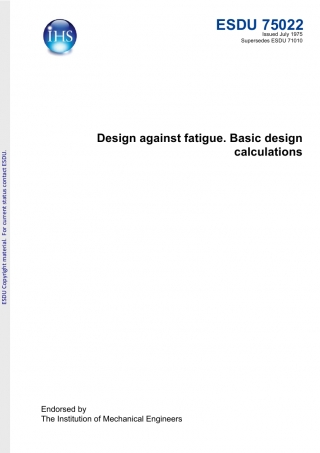 IHS
ESDU 75022
Issued July 1975
Supersedes ESDU 71010
Design against fatigue. Basic design
calculations
ESDU Copyright material. For current status contact ESDU.
Endorsed by
The Institution of Mechanical Engineers